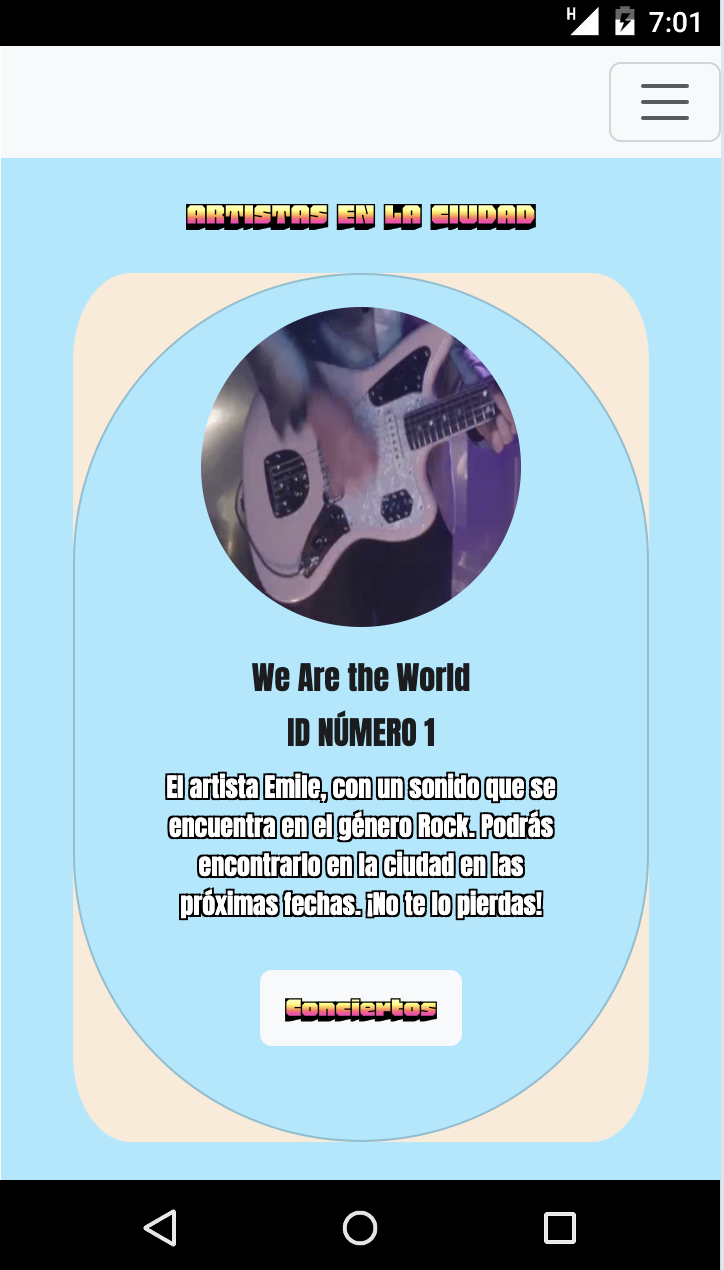 H 7:01
ARTISTAS EN LA CIUDAD
We Are the World
ID NÚMERO 1
El artista Emile, con un sonido que se
encuentra en el género Rock. Podrás
encontrarlo en la ciudad en las
próximas fechas. ¡No te lo pierdas!
Conciertos